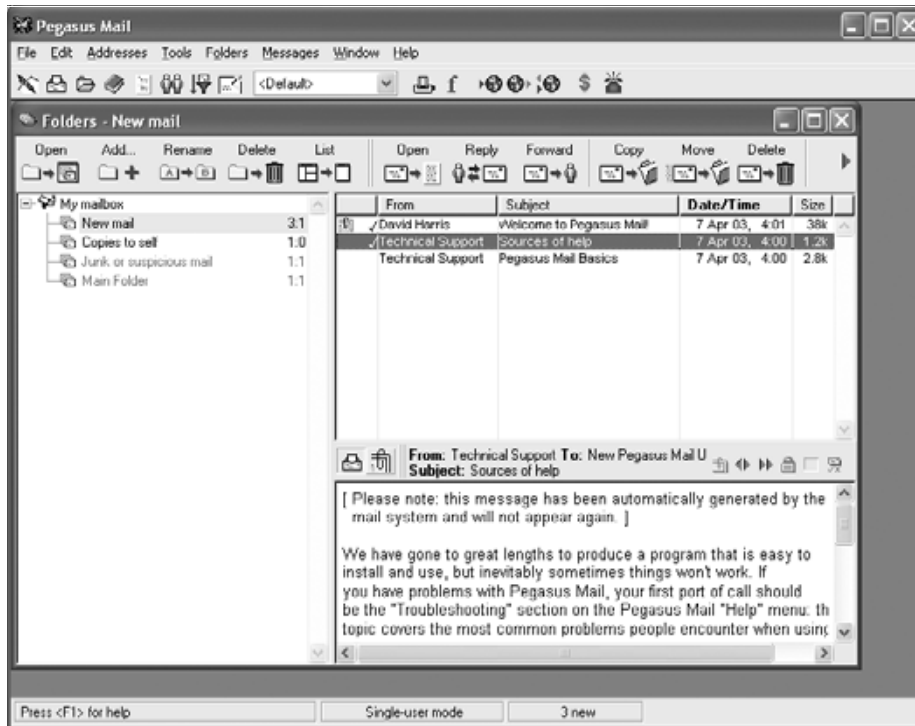 Pegasus Mail
File Edit Addresses Tools Folders Messages Window Help
<Default>
Folders - New mail
Open Add... Rename Delete List Open Reply Forward Copy Move Delete
My mailbox
New mail 3:1
Copies to self 1:0
Junk or suspicious mail 1:1
Main Folder 1:1
From Subject Date/Time Size
David Harris Welcome to Pegasus Mail! 7 Apr 03, 4:01 38k
Technical Support Sources of help 7 Apr 03, 4:00 1.2k
Technical Support Pegasus Mail Basics 7 Apr 03, 4:00 2.8k
From: Technical Support To: New Pegasus Mail U
Subject: Sources of help
[ Please note: this message has been automatically generated by the
mail system and will not appear again. ]
We have gone to great lengths to produce a program that is easy to
install and use, but inevitably sometimes things won't work. If
you have problems with Pegasus Mail, your first port of call should
be the "Troubleshooting" section on the Pegasus Mail "Help" menu: th
topic covers the most common problems people encounter when using
Press <F1> for help Single-user mode 3 new